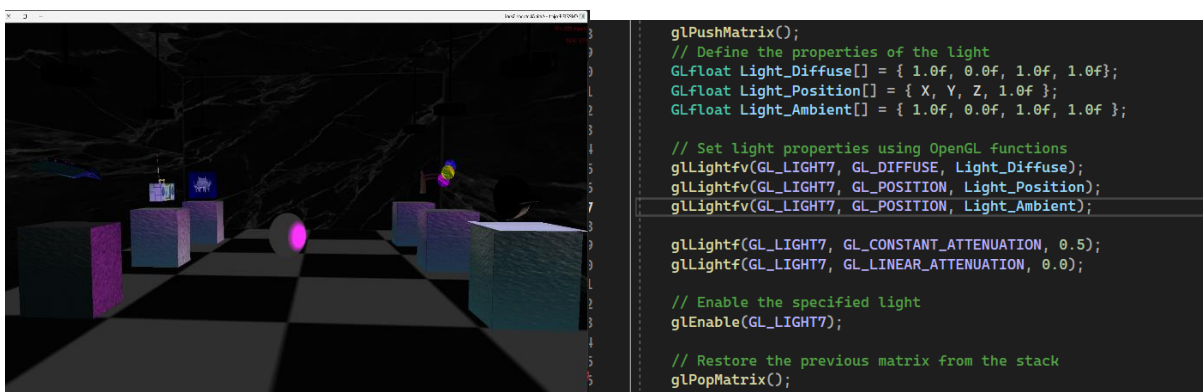 glPushMatrix();
// Define the properties of the light
GLfloat Light_Diffuse[] = { 1.0f, 0.0f, 1.0f, 1.0f};
GLfloat Light_Position[] = { X, Y, Z, 1.0f };
GLfloat Light_Ambient[] = { 1.0f, 0.0f, 1.0f, 1.0f };
// Set light properties using OpenGL functions
glLightfv(GL_LIGHT7, GL_DIFFUSE, Light_Diffuse);
glLightfv(GL_LIGHT7, GL_POSITION, Light_Position);
glLightfv(GL_LIGHT7, GL_POSITION, Light_Ambient);
glLightf(GL_LIGHT7, GL_CONSTANT_ATTENUATION, 0.5);
glLightf(GL_LIGHT7, GL_LINEAR_ATTENUATION, 0.0);
// Enable the specified light
glEnable(GL_LIGHT7);
// Restore the previous matrix from the stack
glPopMatrix();